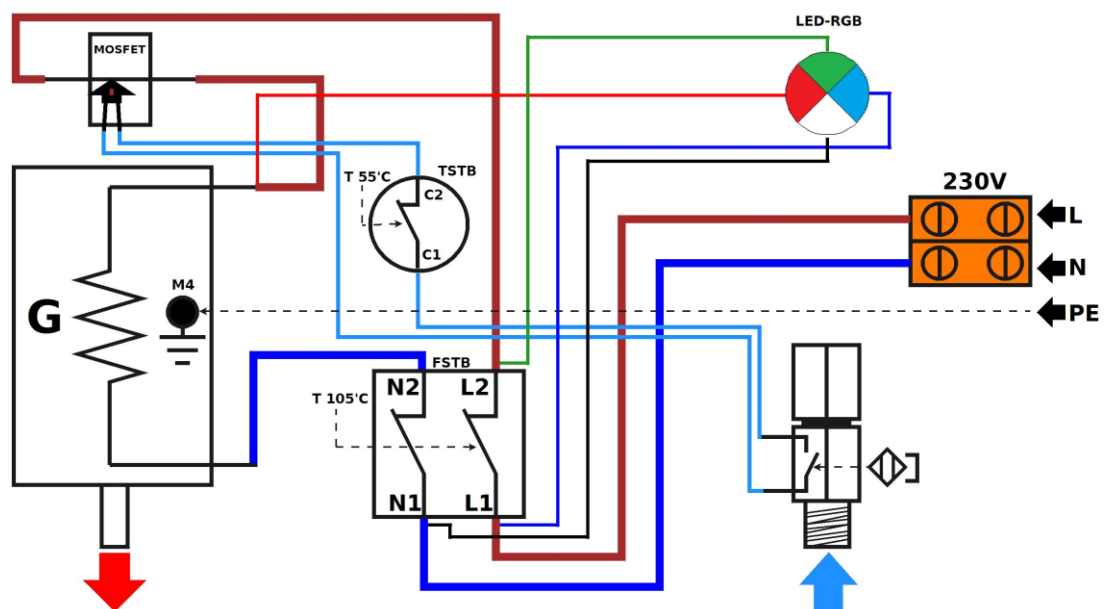 LED-RGB
MOSFET
T 55'C
TSTB
C2
C1
230V
L
N
PE
M4
G
FSTB
T 105'C
N2
L2
N1
L1